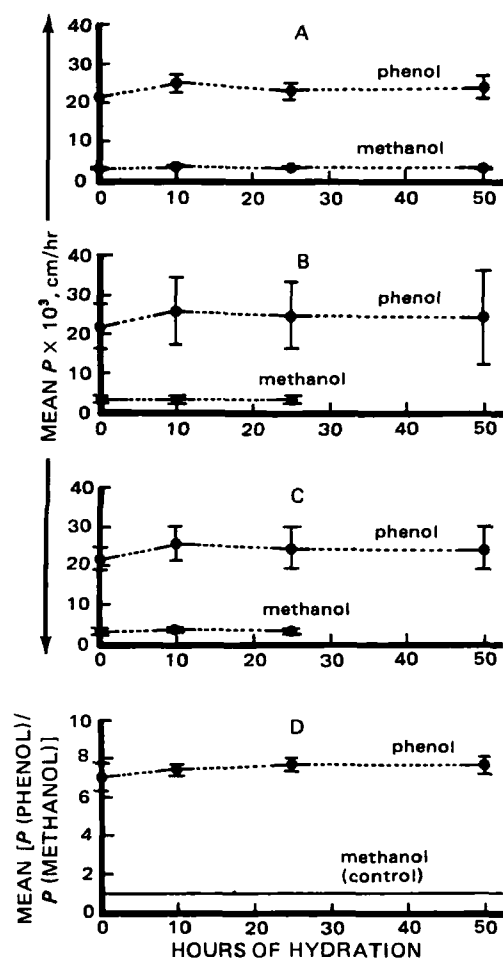 MEAN P × 10³, cm/hr
A
40
30
20
10
0
phenol
methanol
0 10 20 30 40 50
B
40
30
20
10
0
phenol
methanol
0 10 20 30 40 50
C
40
30
20
10
0
phenol
methanol
0 10 20 30 40 50
MEAN [P (PHENOL)/
P (METHANOL)]
D
10
8
6
4
2
0
phenol
methanol
(control)
0 10 20 30 40 50
HOURS OF HYDRATION